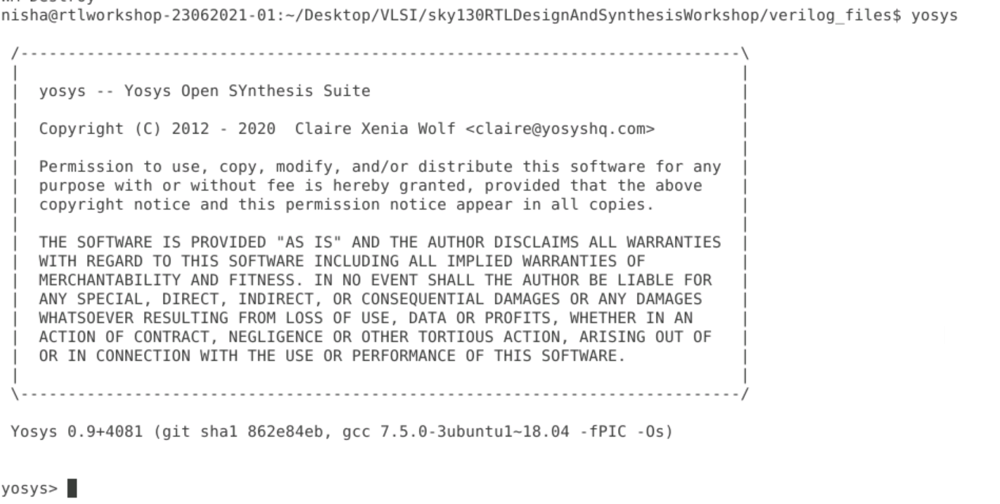 nisha@rtlworkshop-23062021-01:~/Desktop/VLSI/sky130RTLDesignAndSynthesisWorkshop/verilog_files$ yosys
/----------------------------------------------------------------------------\
|                                                                            |
|  yosys -- Yosys Open SYnthesis Suite                                       |
|                                                                            |
|  Copyright (C) 2012 - 2020  Claire Xenia Wolf <claire@yosyshq.com>         |
|                                                                            |
|  Permission to use, copy, modify, and/or distribute this software for any  |
|  purpose with or without fee is hereby granted, provided that the above    |
|  copyright notice and this permission notice appear in all copies.         |
|                                                                            |
|  THE SOFTWARE IS PROVIDED "AS IS" AND THE AUTHOR DISCLAIMS ALL WARRANTIES  |
|  WITH REGARD TO THIS SOFTWARE INCLUDING ALL IMPLIED WARRANTIES OF          |
|  MERCHANTABILITY AND FITNESS. IN NO EVENT SHALL THE AUTHOR BE LIABLE FOR   |
|  ANY SPECIAL, DIRECT, INDIRECT, OR CONSEQUENTIAL DAMAGES OR ANY DAMAGES    |
|  WHATSOEVER RESULTING FROM LOSS OF USE, DATA OR PROFITS, WHETHER IN AN     |
|  ACTION OF CONTRACT, NEGLIGENCE OR OTHER TORTIOUS ACTION, ARISING OUT OF   |
|  OR IN CONNECTION WITH THE USE OR PERFORMANCE OF THIS SOFTWARE.            |
|                                                                            |
\----------------------------------------------------------------------------/
Yosys 0.9+4081 (git sha1 862e84eb, gcc 7.5.0-3ubuntu1~18.04 -fPIC -Os)
yosys>